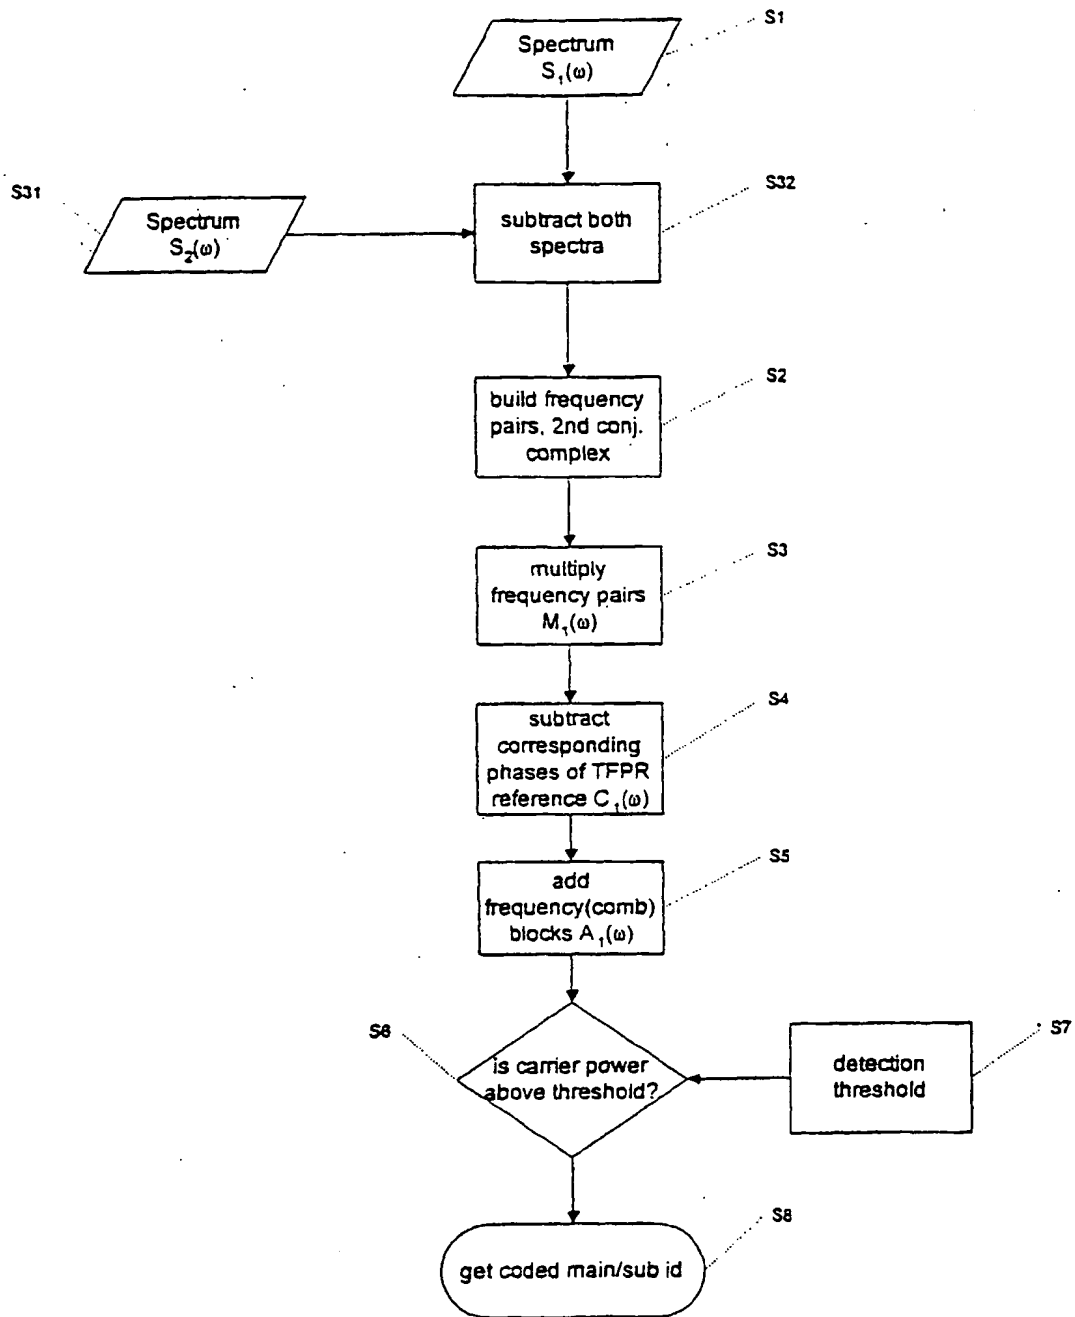 S1
Spectrum
S₁(ω)
S31
S32
Spectrum
S₂(ω)
subtract both
spectra
S2
build frequency
pairs, 2nd conj.
complex
S3
multiply
frequency pairs
M₁(ω)
S4
subtract
corresponding
phases of TFPR
reference C₁(ω)
S5
add
frequency(comb)
blocks A₁(ω)
S6
is carrier power
above threshold?
S7
detection
threshold
S8
get coded main/sub id